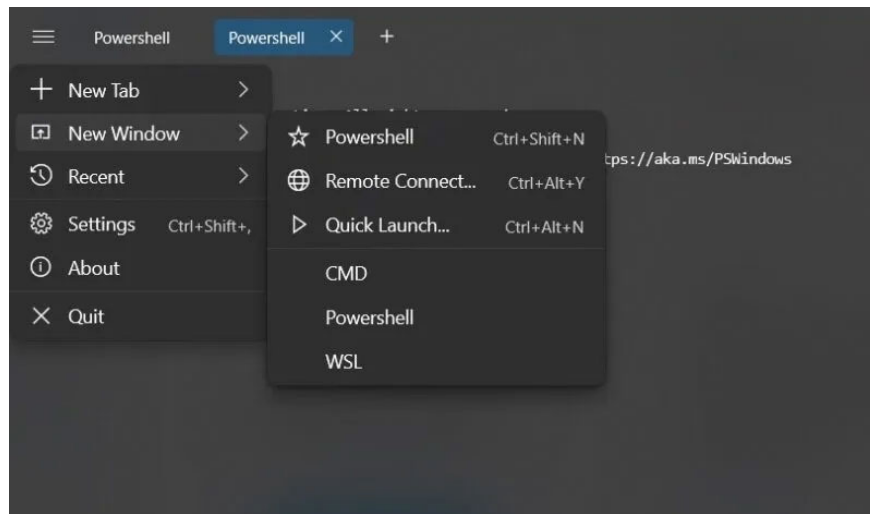 Powershell Powershell
New Tab
New Window
Recent
Settings Ctrl+Shift+,
About
Quit
Powershell Ctrl+Shift+N
Remote Connect... Ctrl+Alt+Y
Quick Launch... Ctrl+Alt+N
CMD
Powershell
WSL
tps://aka.ms/PSWindows